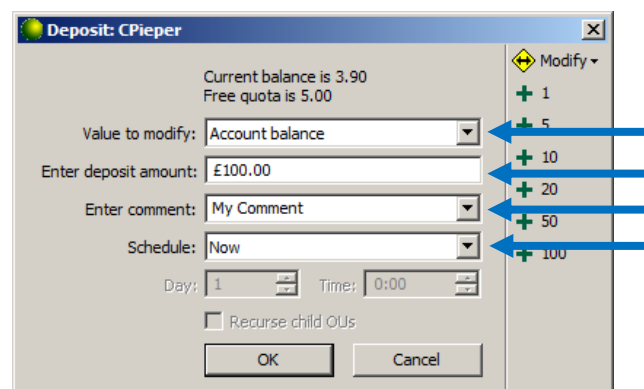 Deposit: CPieper
Current balance is 3.90
Free quota is 5.00
Value to modify: Account balance
Enter deposit amount: £100.00
Enter comment: My Comment
Schedule: Now
Day: 1 Time: 0:00
Recurse child OUs
OK Cancel
Modify
1
5
10
20
50
100